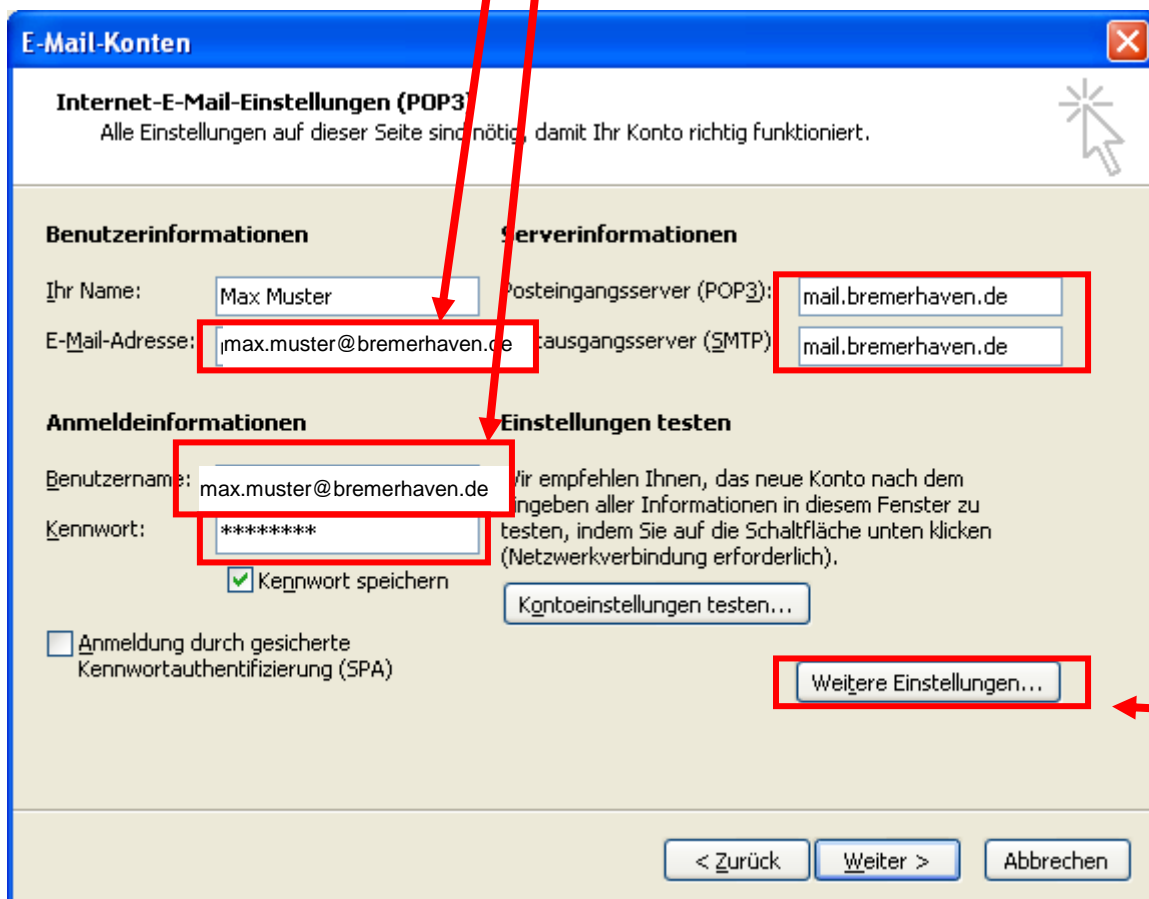 E-Mail-Konten
Internet-E-Mail-Einstellungen (POP3)
Alle Einstellungen auf dieser Seite sind nötig, damit Ihr Konto richtig funktioniert.
Benutzerinformationen
Ihr Name: Max Muster
E-Mail-Adresse: max.muster@bremerhaven.de
Serverinformationen
Posteingangsserver (POP3): mail.bremerhaven.de
tausgangsserver (SMTP) mail.bremerhaven.de
Anmeldeinformationen
Benutzername: max.muster@bremerhaven.de
Kennwort: ********
Kennwort speichern
Anmeldung durch gesicherte
Kennwortauthentifizierung (SPA)
Einstellungen testen
Wir empfehlen Ihnen, das neue Konto nach dem
Eingeben aller Informationen in diesem Fenster zu
testen, indem Sie auf die Schaltfläche unten klicken
(Netzwerkverbindung erforderlich).
Kontoeinstellungen testen...
Weitere Einstellungen...
< Zurück
Weiter >
Abbrechen